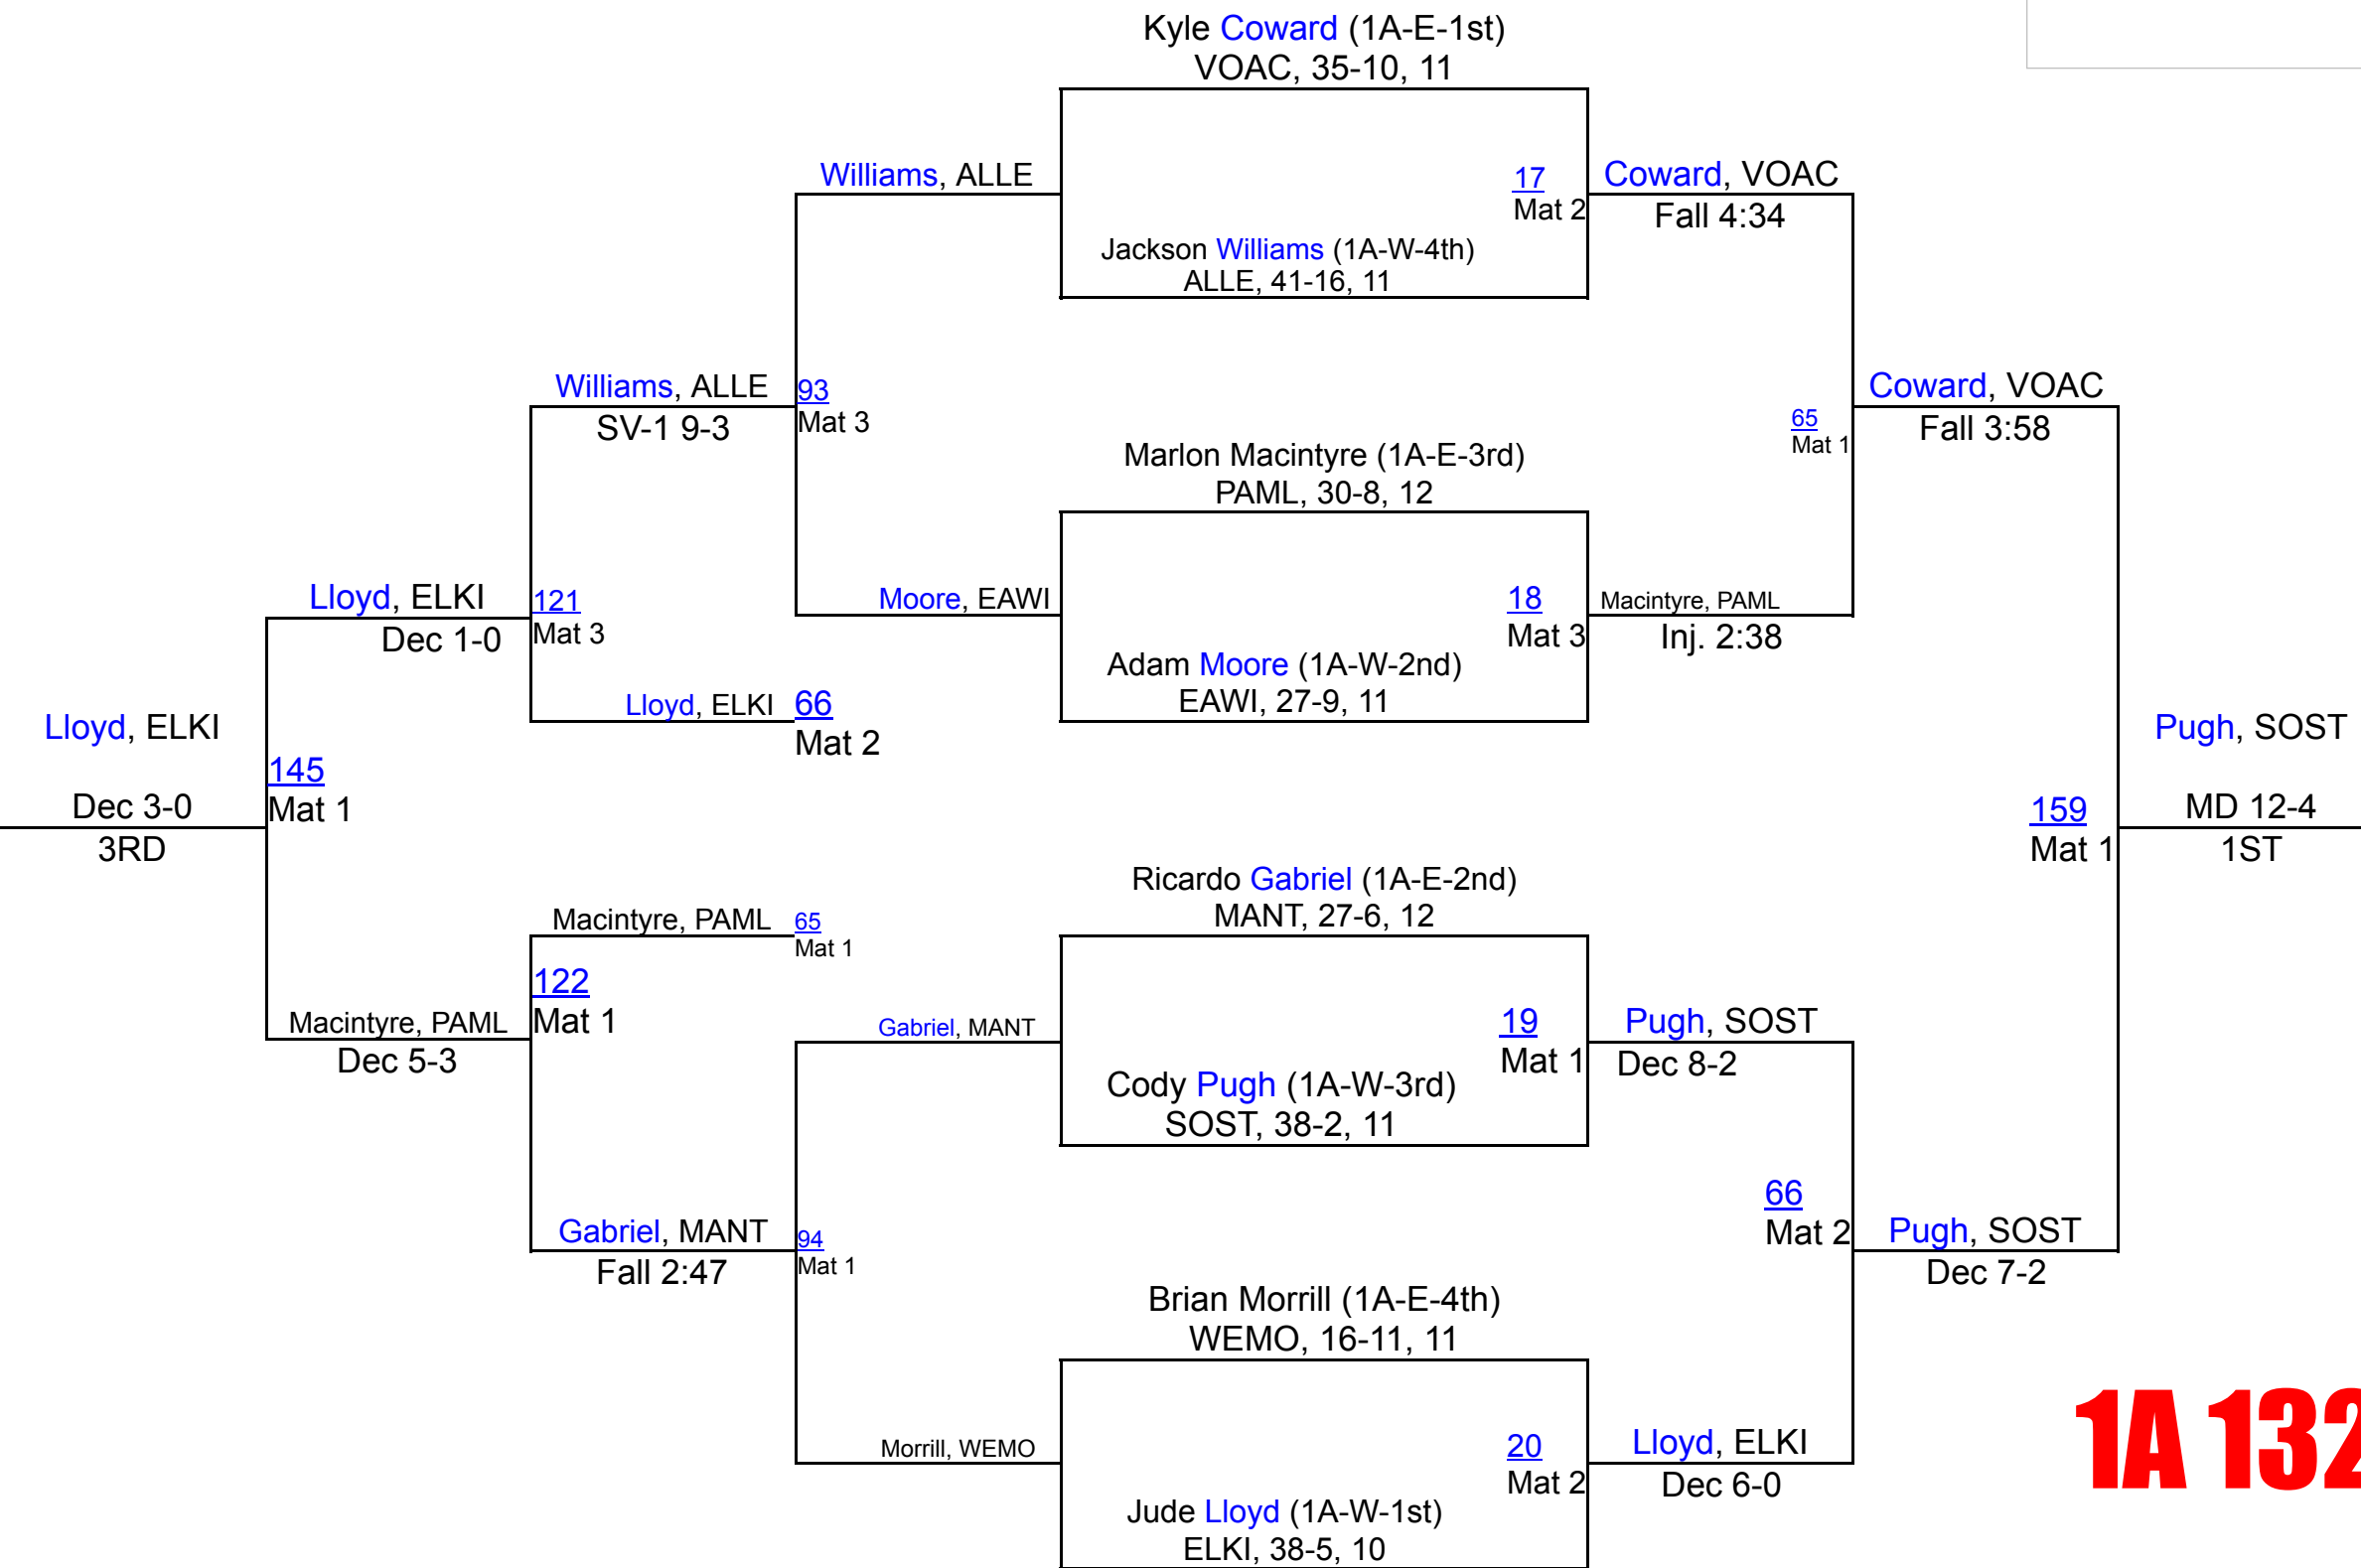 Kyle Coward (1A-E-1st)
VOAC, 35-10, 11
Williams, ALLE
17
Mat 2
Coward, VOAC
Fall 4:34
Jackson Williams (1A-W-4th)
ALLE, 41-16, 11
Williams, ALLE
SV-1 9-3
93
Mat 3
65
Mat 1
Coward, VOAC
Fall 3:58
Marlon Macintyre (1A-E-3rd)
PAML, 30-8, 12
Lloyd, ELKI
Dec 1-0
121
Mat 3
Moore, EAWI
18
Mat 3
Macintyre, PAML
Inj. 2:38
Adam Moore (1A-W-2nd)
EAWI, 27-9, 11
Lloyd, ELKI
66
Mat 2
Lloyd, ELKI
Dec 3-0
3RD
145
Mat 1
Pugh, SOST
159
Mat 1
MD 12-4
1ST
Ricardo Gabriel (1A-E-2nd)
MANT, 27-6, 12
Macintyre, PAML
65
Mat 1
122
Mat 1
Macintyre, PAML
Dec 5-3
Gabriel, MANT
19
Mat 1
Pugh, SOST
Dec 8-2
Cody Pugh (1A-W-3rd)
SOST, 38-2, 11
Gabriel, MANT
Fall 2:47
94
Mat 1
66
Mat 2
Pugh, SOST
Dec 7-2
Brian Morrill (1A-E-4th)
WEMO, 16-11, 11
Morrill, WEMO
20
Mat 2
Lloyd, ELKI
Dec 6-0
Jude Lloyd (1A-W-1st)
ELKI, 38-5, 10
1A 132